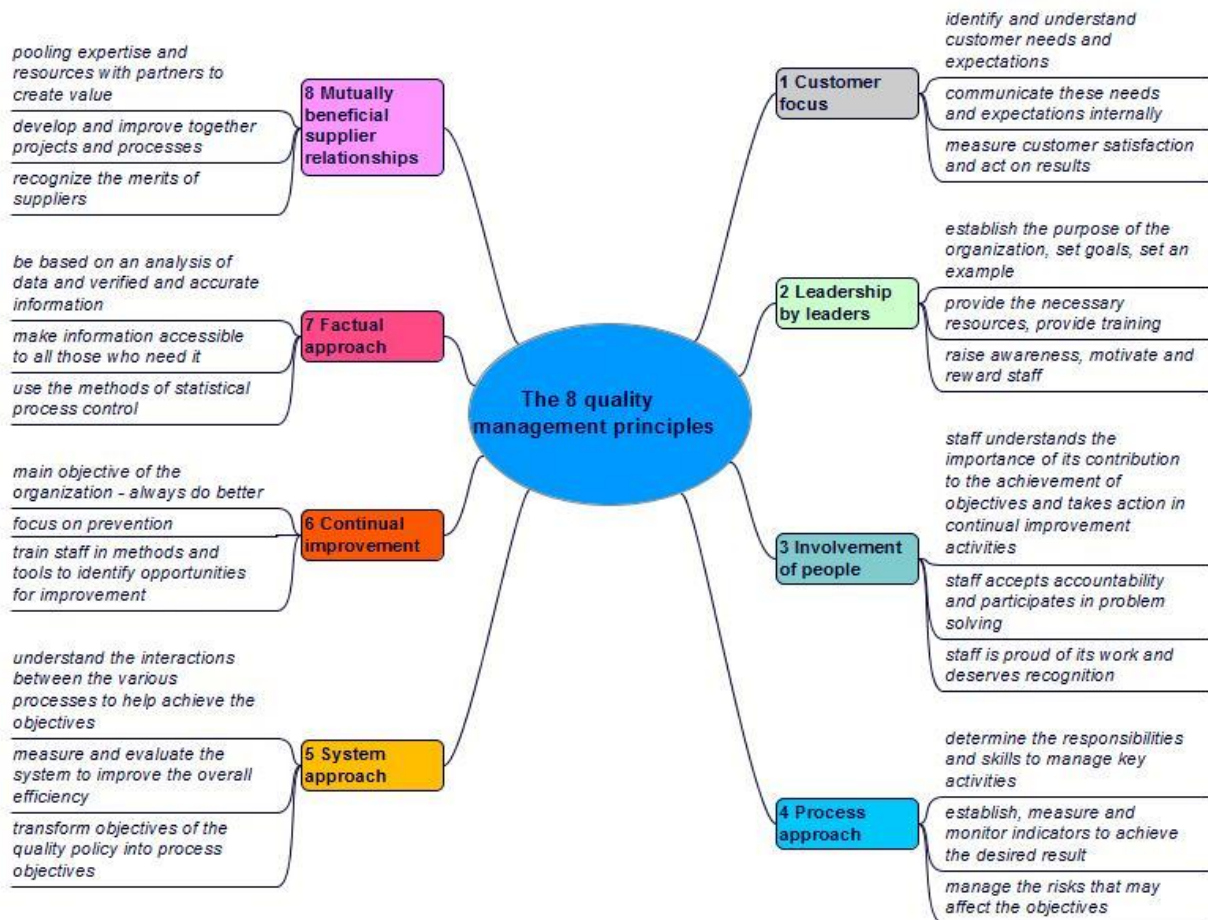 The 8 quality
management principles
1 Customer
focus
identify and understand
customer needs and
expectations
communicate these needs
and expectations internally
measure customer satisfaction
and act on results
2 Leadership
by leaders
establish the purpose of the
organization, set goals, set an
example
provide the necessary
resources, provide training
raise awareness, motivate and
reward staff
3 Involvement
of people
staff understands the
importance of its contribution
to the achievement of
objectives and takes action in
continual improvement
activities
staff accepts accountability
and participates in problem
solving
staff is proud of its work and
deserves recognition
4 Process
approach
determine the responsibilities
and skills to manage key
activities
establish, measure and
monitor indicators to achieve
the desired result
manage the risks that may
affect the objectives
5 System
approach
understand the interactions
between the various
processes to help achieve the
objectives
measure and evaluate the
system to improve the overall
efficiency
transform objectives of the
quality policy into process
objectives
6 Continual
improvement
main objective of the
organization - always do better
focus on prevention
train staff in methods and
tools to identify opportunities
for improvement
7 Factual
approach
be based on an analysis of
data and verified and accurate
information
make information accessible
to all those who need it
use the methods of statistical
process control
8 Mutually
beneficial
supplier
relationships
pooling expertise and
resources with partners to
create value
develop and improve together
projects and processes
recognize the merits of
suppliers